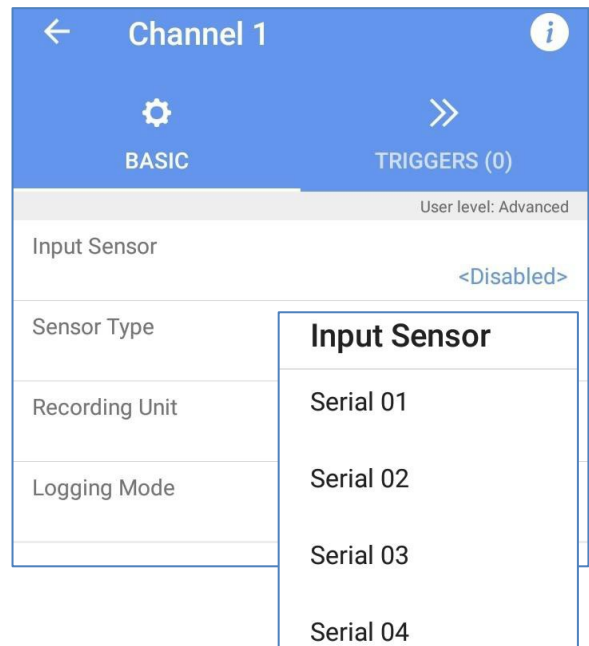 Channel 1
BASIC
TRIGGERS (0)
User level: Advanced
Input Sensor
<Disabled>
Sensor Type
Recording Unit
Logging Mode
Input Sensor
Serial 01
Serial 02
Serial 03
Serial 04